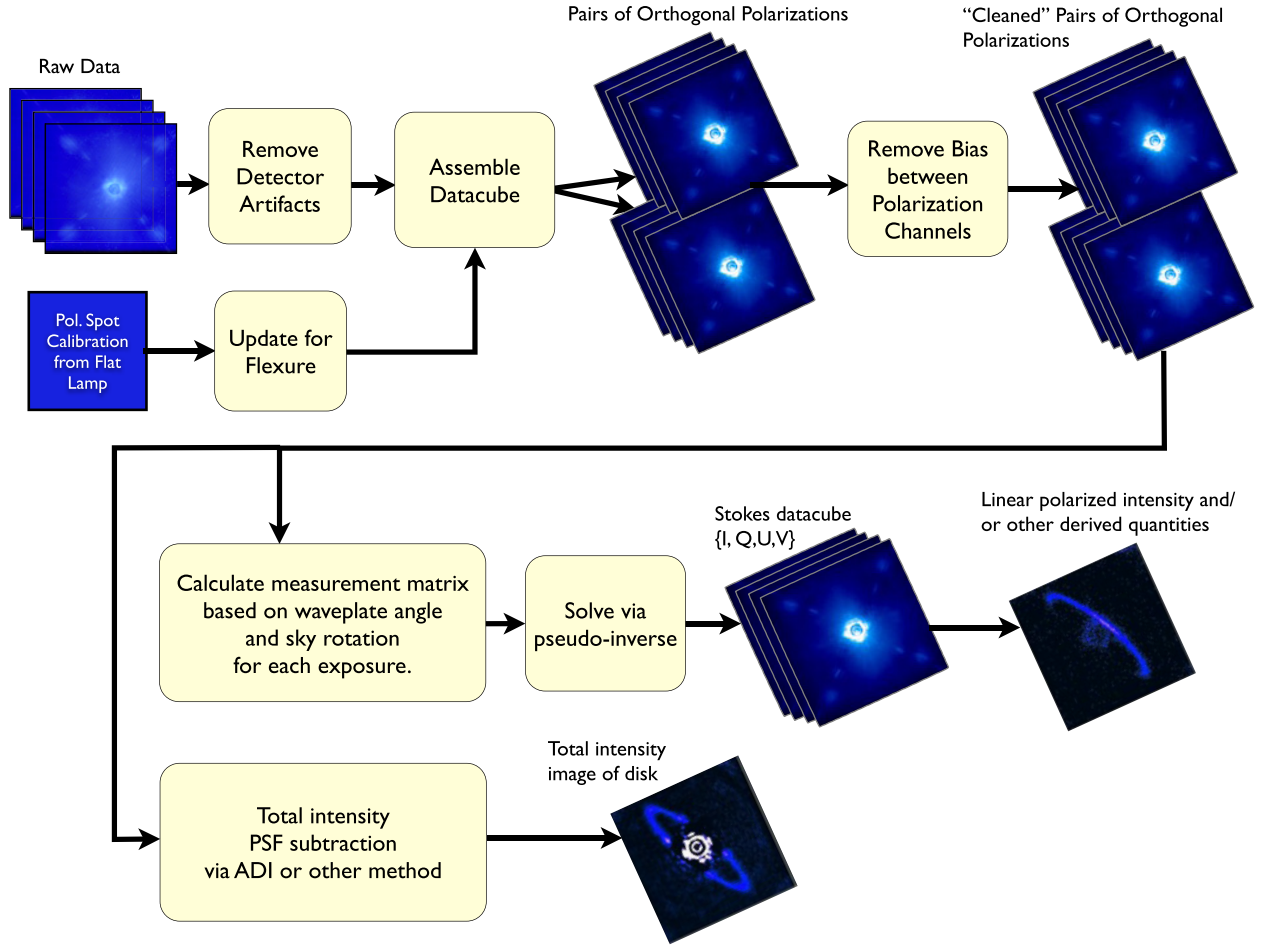 Raw Data
Remove
Detector
Artifacts
Assemble
Datacube
Pairs of Orthogonal Polarizations
Remove Bias
between
Polarization
Channels
“Cleaned” Pairs of Orthogonal
Polarizations
Pol. Spot
Calibration
from Flat
Lamp
Update for
Flexure
Calculate measurement matrix
based on waveplate angle
and sky rotation
for each exposure.
Solve via
pseudo-inverse
Stokes datacube
{I, Q,U,V}
Linear polarized intensity and/
or other derived quantities
Total intensity
PSF subtraction
via ADI or other method
Total intensity
image of disk